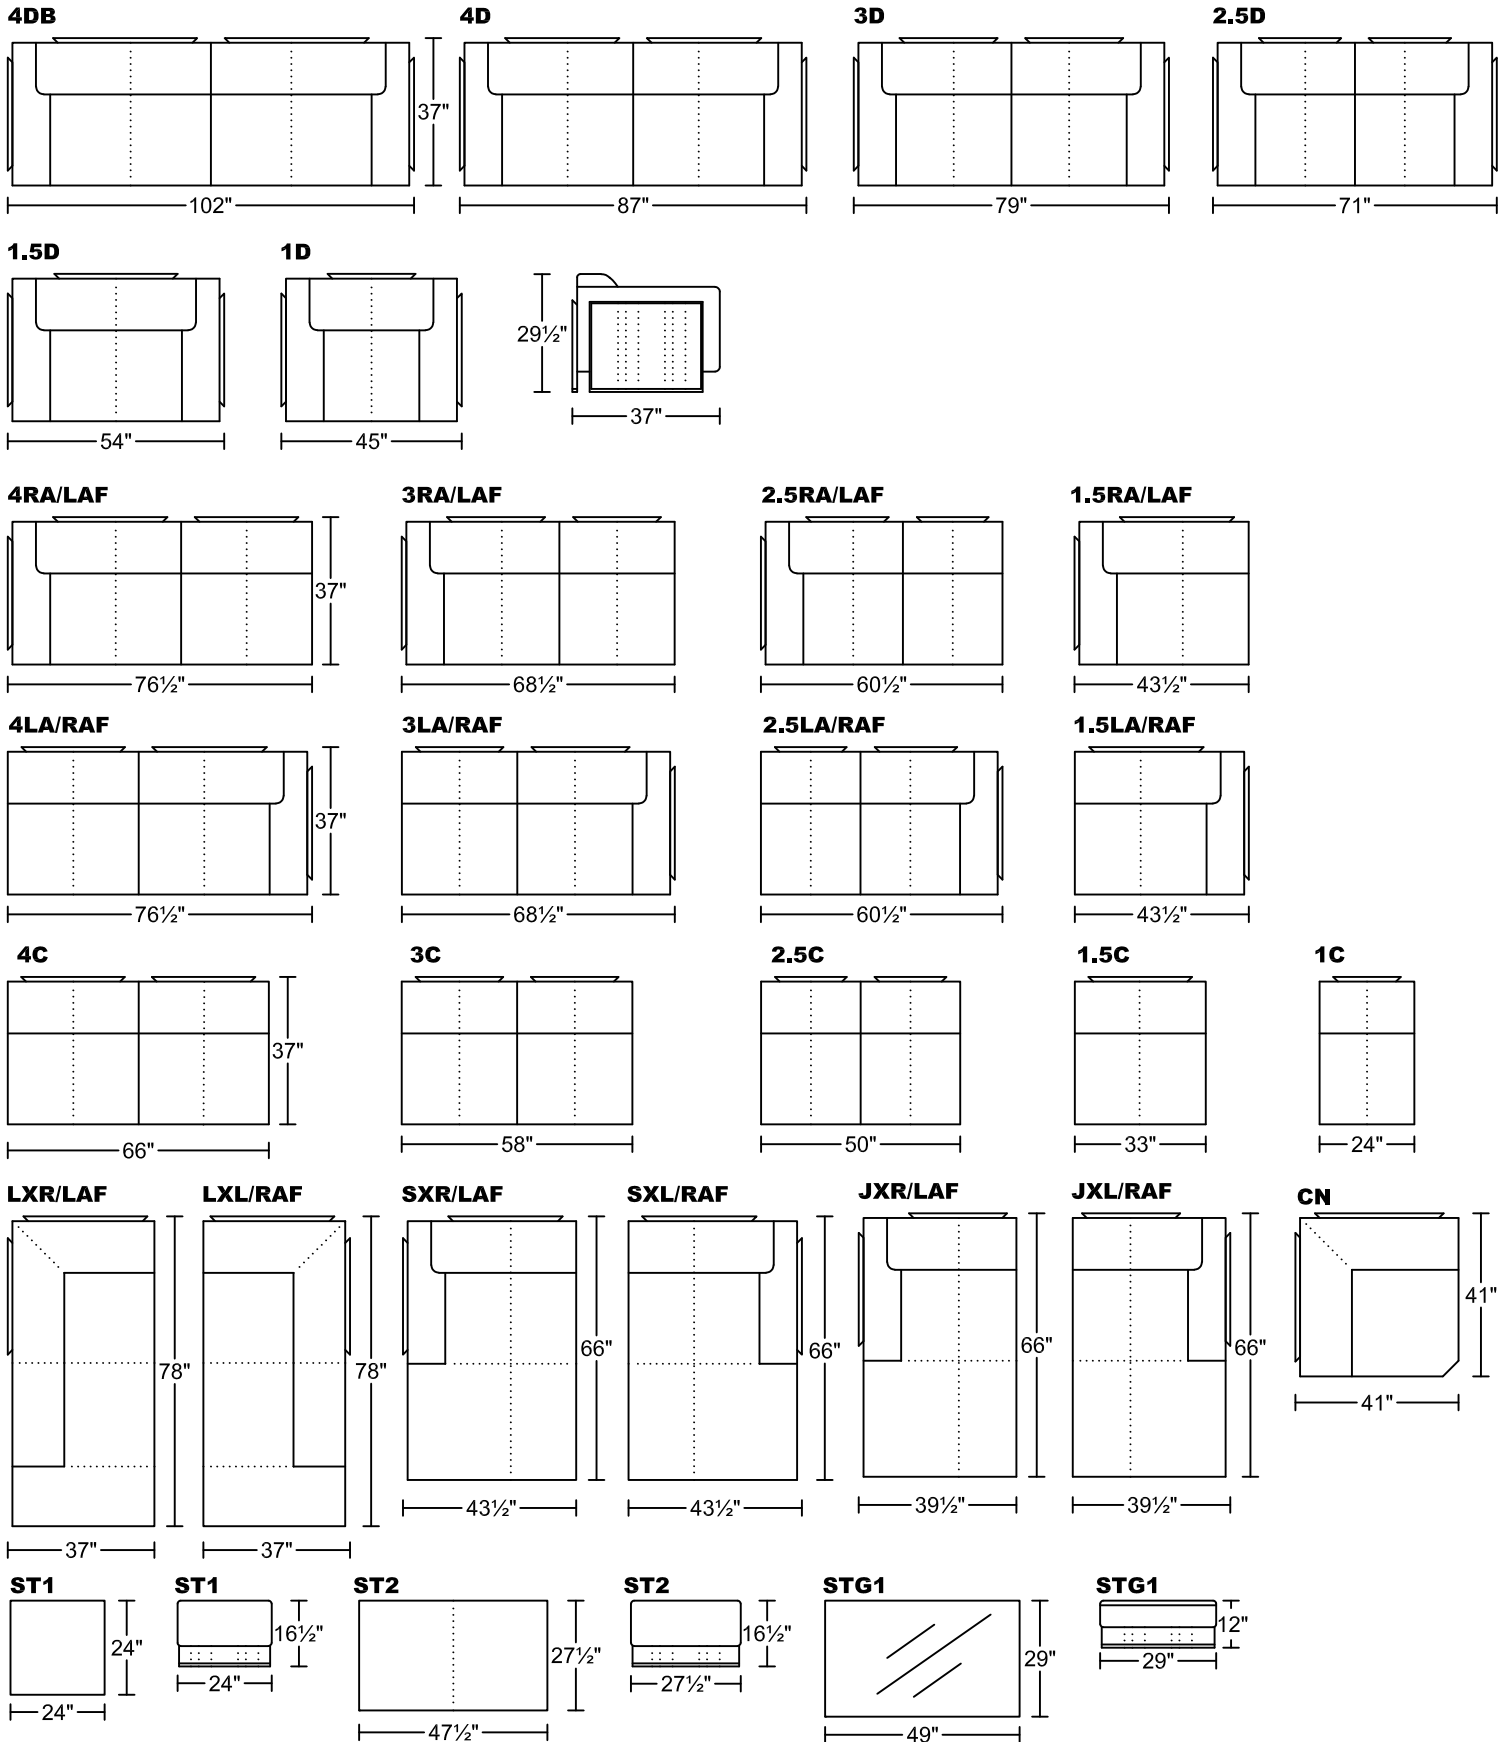 4DB 4D 3D 2.5D
37"
102" 87" 79" 71"
1.5D 1D
29½"
54" 45" 37"
4RA/LAF 3RA/LAF 2.5RA/LAF 1.5RA/LAF
37"
76½" 68½" 60½" 43½"
4LA/RAF 3LA/RAF 2.5LA/RAF 1.5LA/RAF
37"
76½" 68½" 60½" 43½"
4C 3C 2.5C 1.5C 1C
37"
66" 58" 50" 33" 24"
LXR/LAF LXL/RAF SXR/LAF SXL/RAF JXR/LAF JXL/RAF CN
78" 78" 66" 66" 66" 66" 41"
37" 37" 43½" 43½" 39½" 39½" 41"
ST1 ST1 ST2 ST2 STG1 STG1
24" 16½" 27½" 16½" 29" 12"
24" 24" 47½" 27½" 49" 29"